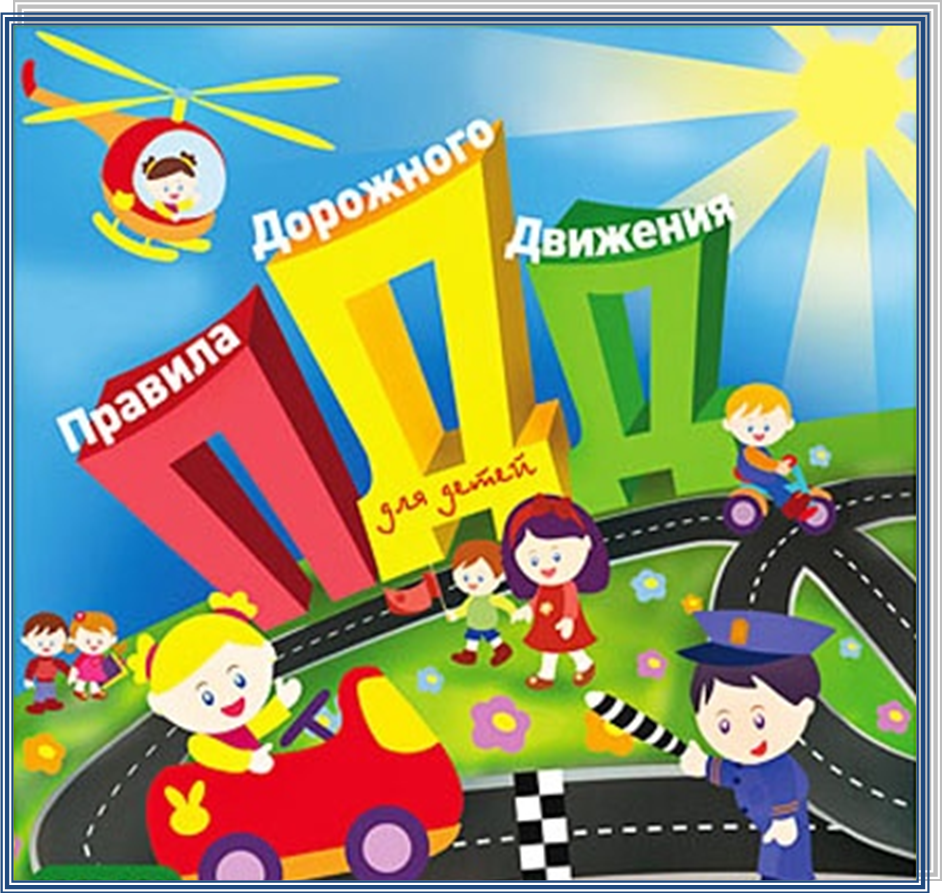 Правила
Дорожного
Движения
ПДД
для детей